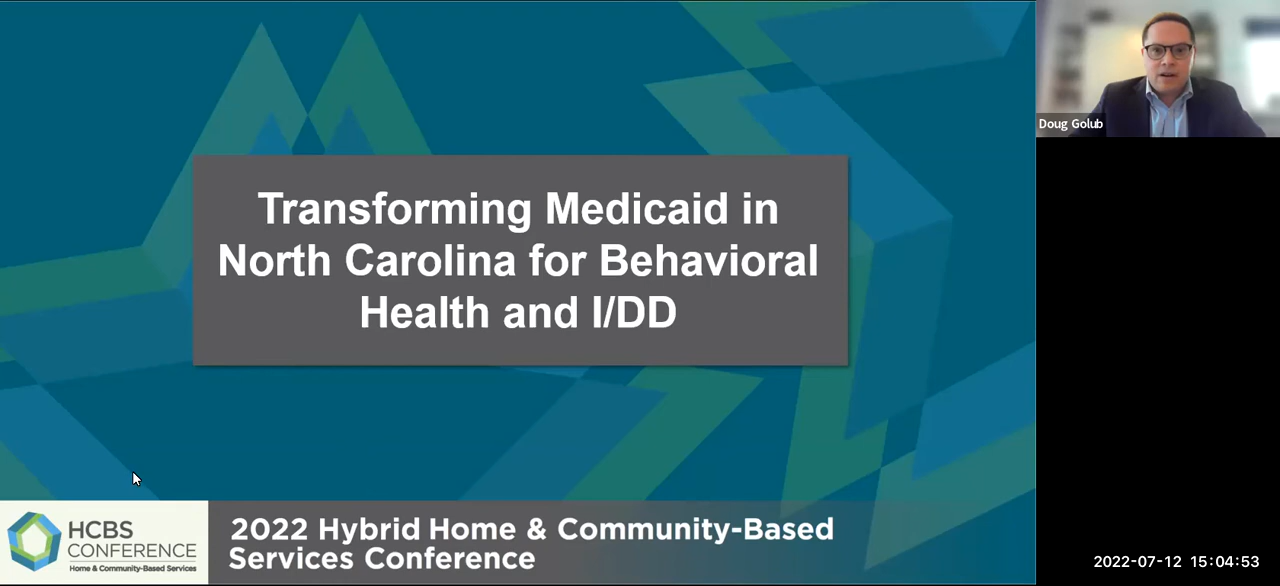 Transforming Medicaid in
North Carolina for Behavioral
Health and I/DD
Doug Golub
HCBS
CONFERENCE
Home & Community-Based Services
2022 Hybrid Home & Community-Based
Services Conference
2022-07-12 15:04:53